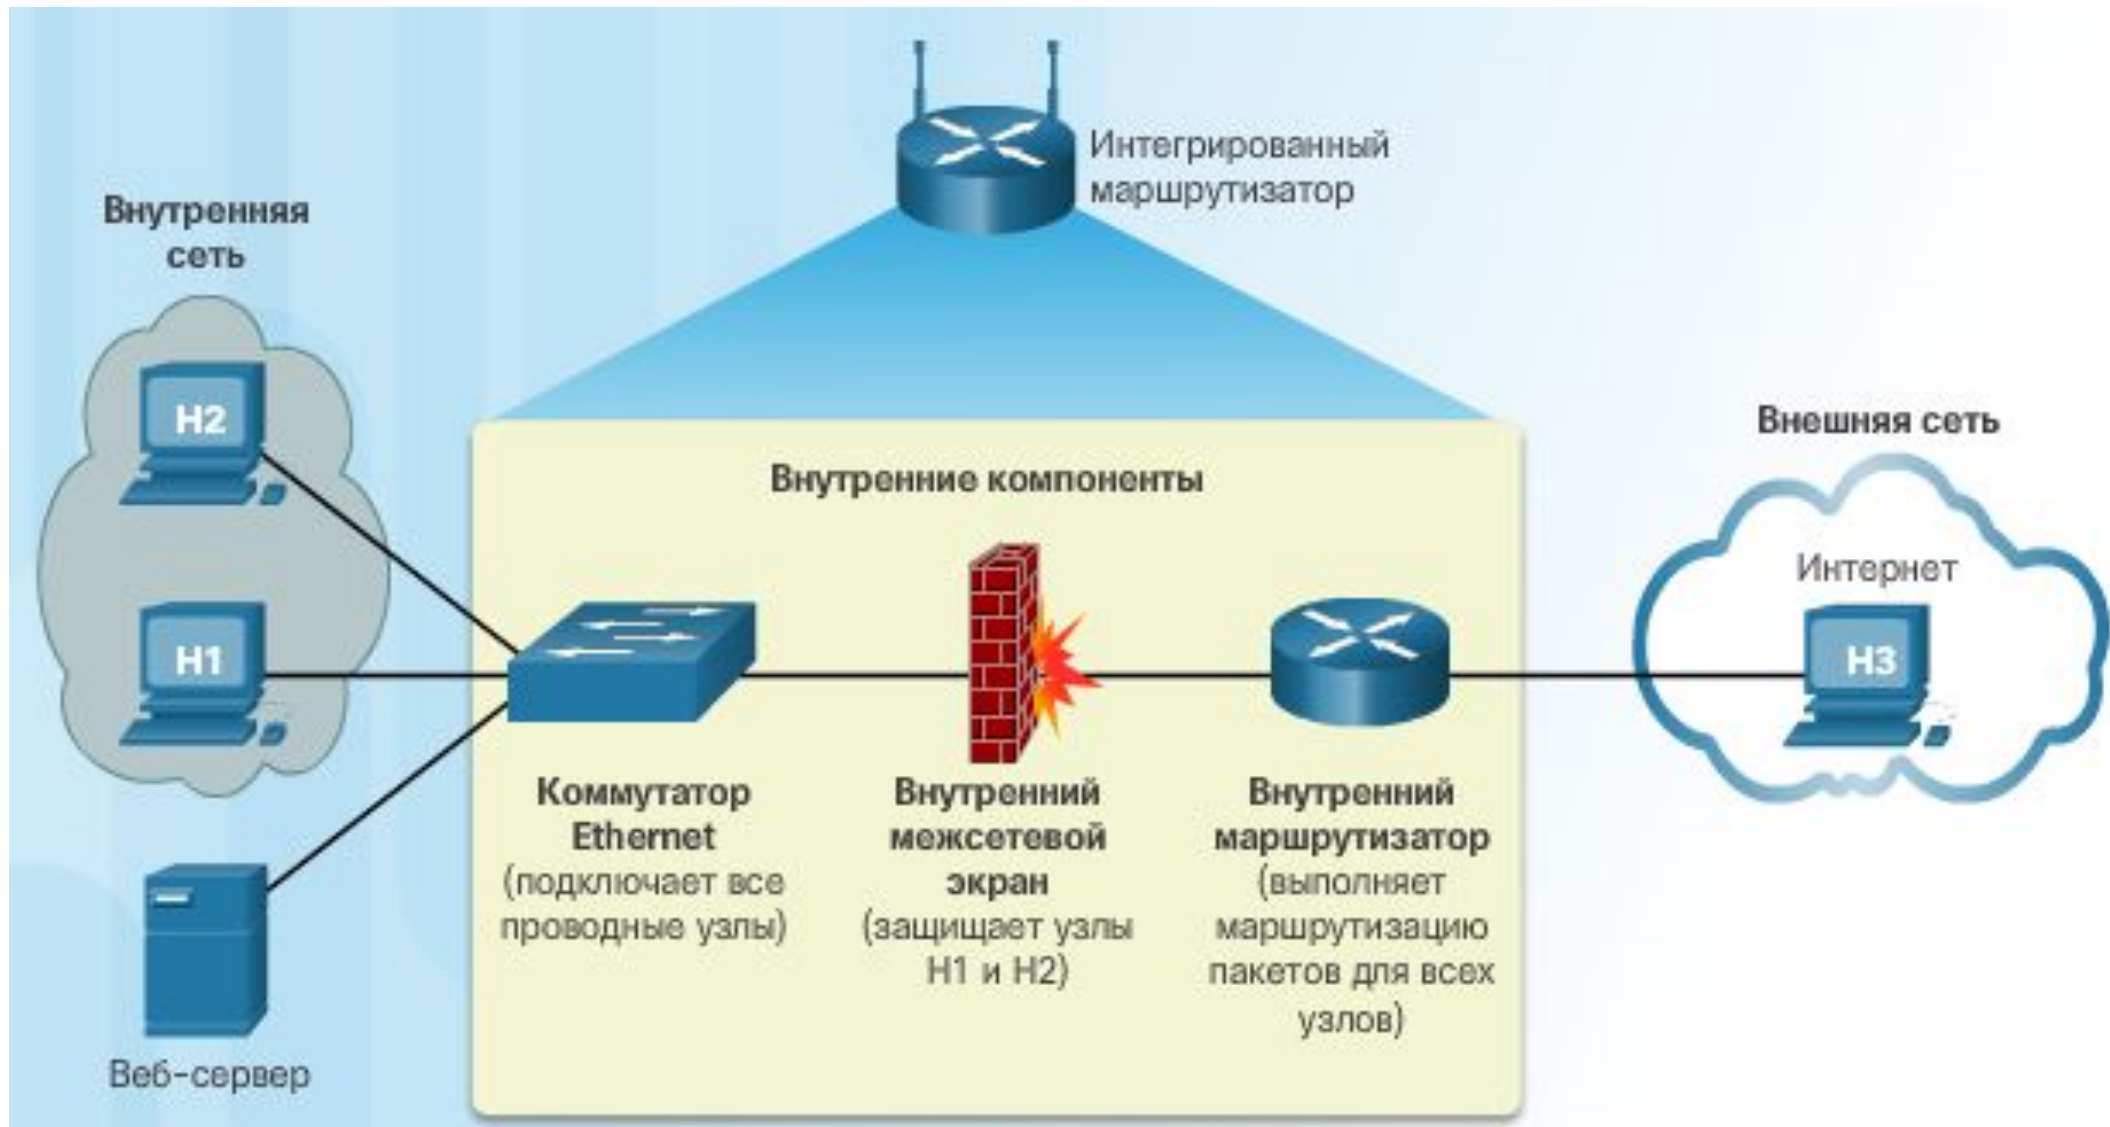 Интегрированный
маршрутизатор
Внутренняя
сеть
H2
H1
Веб-сервер
Внутренние компоненты
Коммутатор
Ethernet
(подключает все
проводные узлы)
Внутренний
межсетевой
экран
(защищает узлы
H1 и H2)
Внутренний
маршрутизатор
(выполняет
маршрутизацию
пакетов для всех
узлов)
Внешняя сеть
Интернет
H3